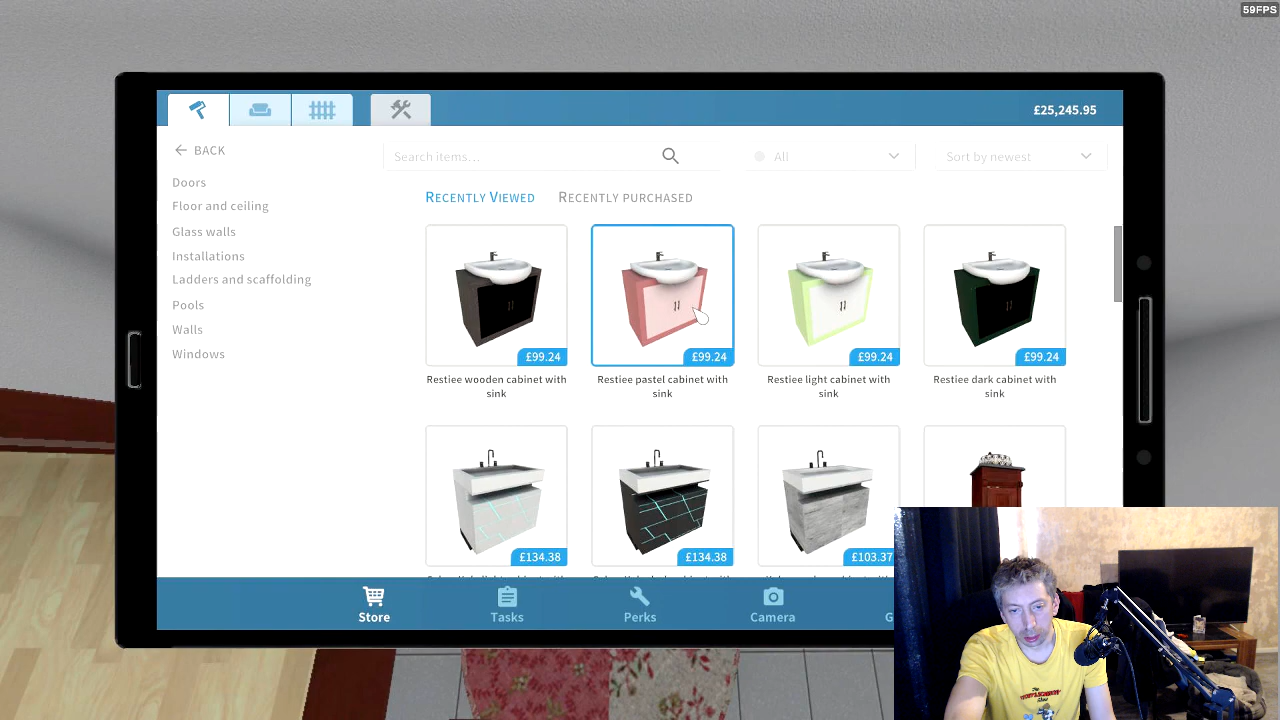 59FPS
£25,245.95
BACK
Search items...
All
Sort by newest
Doors
Floor and ceiling
Glass walls
Installations
Ladders and scaffolding
Pools
Walls
Windows
RECENTLY VIEWED
RECENTLY PURCHASED
£99.24
£99.24
£99.24
£99.24
Restiee wooden cabinet with
sink
Restiee pastel cabinet with
sink
Restiee light cabinet with
sink
Restiee dark cabinet with
sink
£134.38
£134.38
£103.37
Store
Tasks
Perks
Camera
G